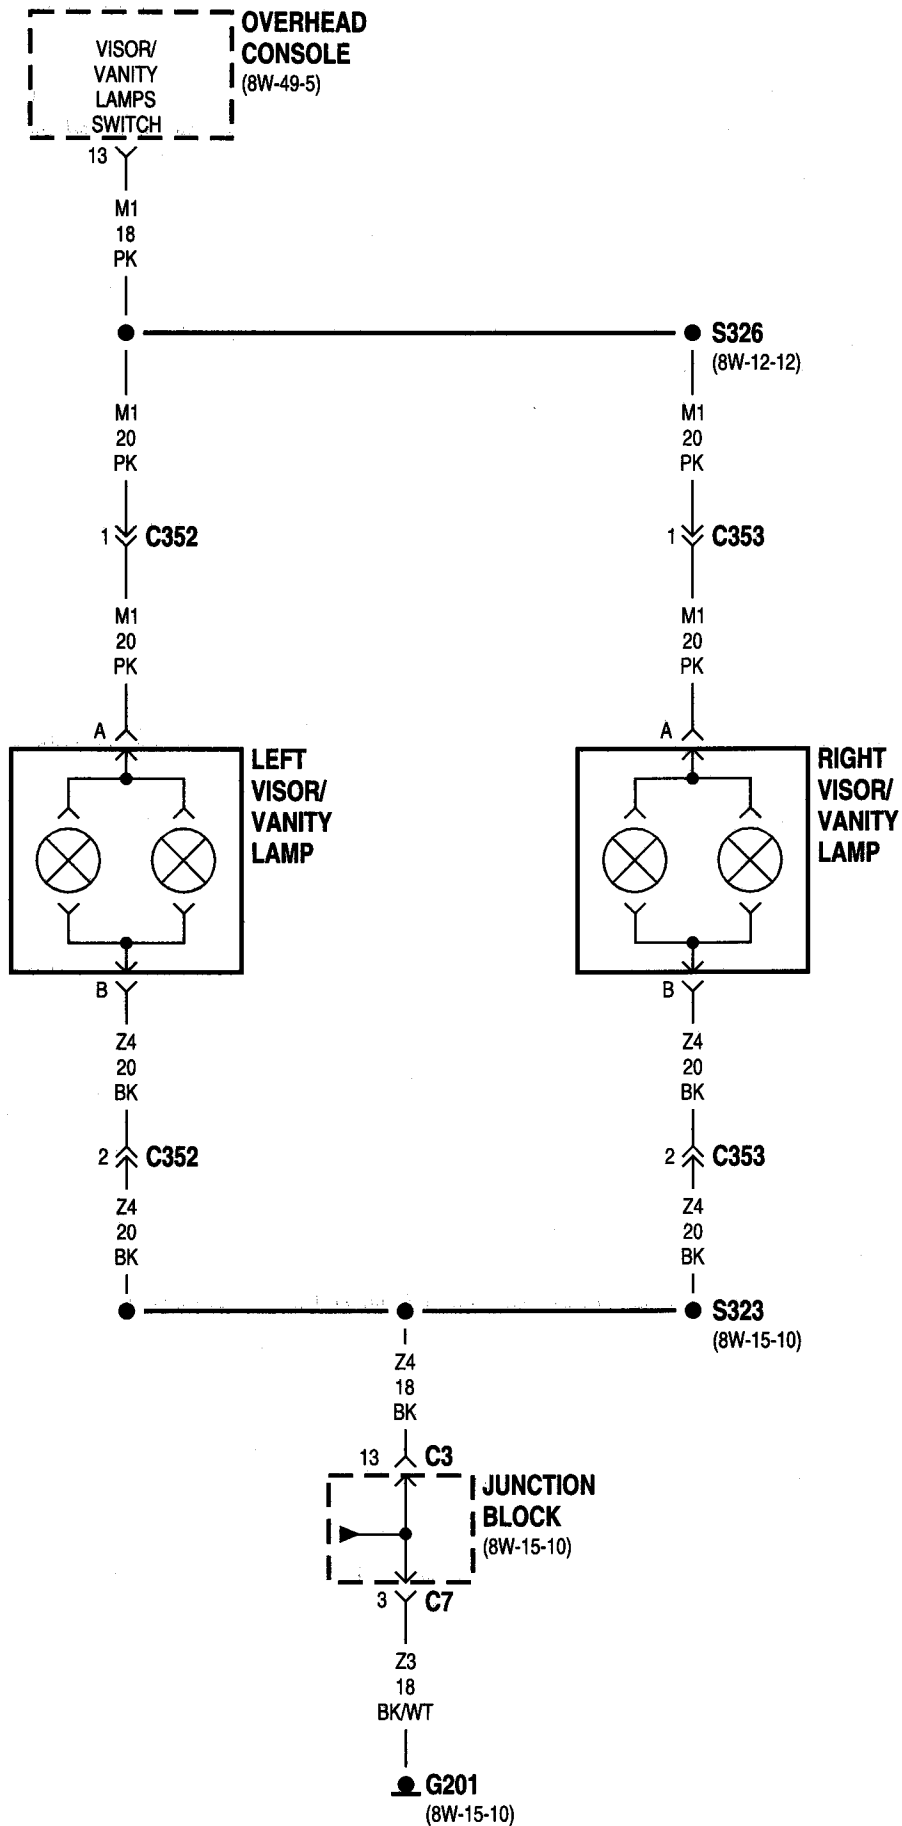 OVERHEAD
CONSOLE
(8W-49-5)
VISOR/
VANITY
LAMPS
SWITCH
13
M1
18
PK
S326
(8W-12-12)
M1
20
PK
M1
20
PK
1 C352
1 C353
M1
20
PK
M1
20
PK
A
LEFT
VISOR/
VANITY
LAMP
A
RIGHT
VISOR/
VANITY
LAMP
B
B
Z4
20
BK
Z4
20
BK
2 C352
2 C353
Z4
20
BK
Z4
20
BK
S323
(8W-15-10)
Z4
18
BK
13 C3
JUNCTION
BLOCK
(8W-15-10)
3 C7
Z3
18
BK/WT
G201
(8W-15-10)